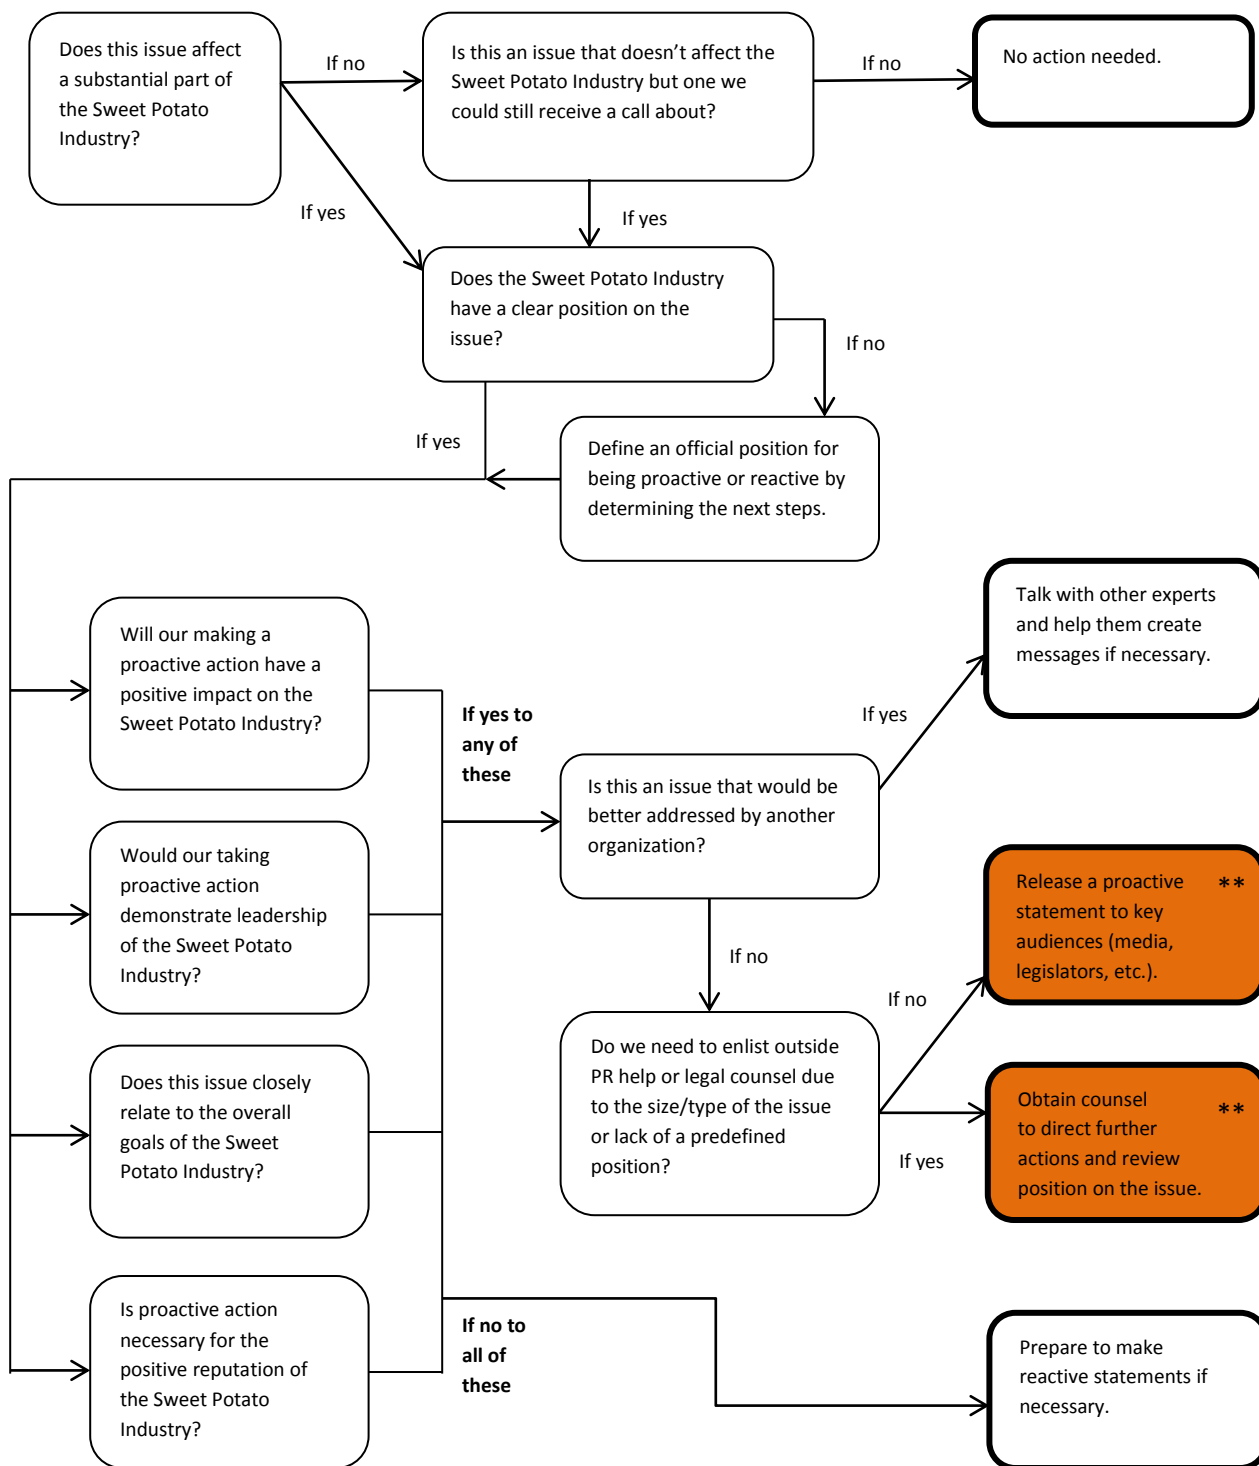 Does this issue affect
a substantial part of
the Sweet Potato
Industry?
If no
Is this an issue that doesn’t affect the
Sweet Potato Industry but one we
could still receive a call about?
If no
No action needed.
If yes
If yes
Does the Sweet Potato Industry
have a clear position on the
issue?
If no
If yes
Define an official position for
being proactive or reactive by
determining the next steps.
Will our making a
proactive action have a
positive impact on the
Sweet Potato Industry?
Would our taking
proactive action
demonstrate leadership
of the Sweet Potato
Industry?
Does this issue closely
relate to the overall
goals of the Sweet
Potato Industry?
Is proactive action
necessary for the
positive reputation of
the Sweet Potato
Industry?
If yes to
any of
these
Is this an issue that would be
better addressed by another
organization?
If yes
Talk with other experts
and help them create
messages if necessary.
If no
Do we need to enlist outside
PR help or legal counsel due
to the size/type of the issue
or lack of a predefined
position?
If no
Release a proactive **
statement to key
audiences (media,
legislators, etc.).
If yes
Obtain counsel **
to direct further
actions and review
position on the issue.
If no to
all of
these
Prepare to make
reactive statements if
necessary.